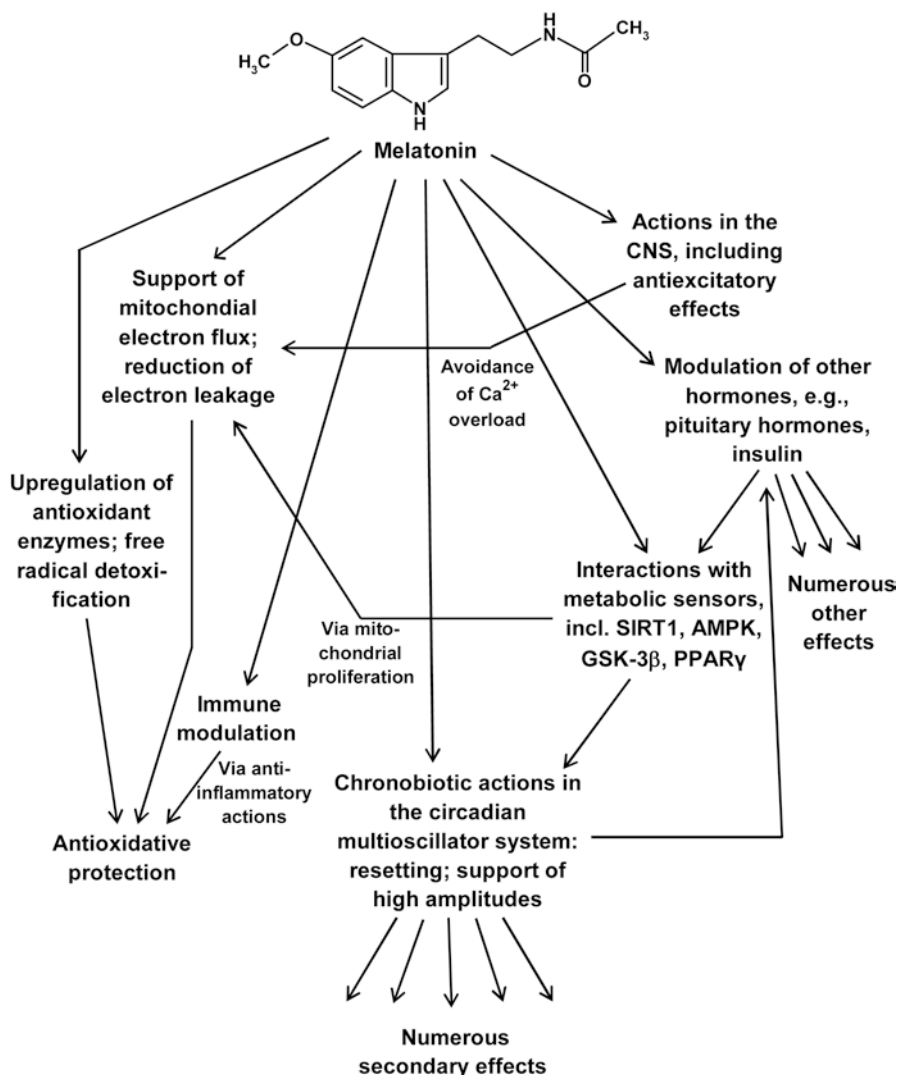 H
N
CH3
O
O
H3C
N
H
Melatonin
Actions in the
CNS, including
antiexcitatory
effects
Support of
mitochondial
electron flux;
reduction of
electron leakage
Avoidance
of Ca2+
overload
Modulation of other
hormones, e.g.,
pituitary hormones,
insulin
Upregulation of
antioxidant
enzymes; free
radical detoxi-
fication
Interactions with
metabolic sensors,
incl. SIRT1, AMPK,
GSK-3β, PPARγ
Numerous
other
effects
Via mito-
chondrial
proliferation
Immune
modulation
Via anti-
inflammatory
actions
Chronobiotic actions in
the circadian
multioscillator system:
resetting; support of
high amplitudes
Antioxidative
protection
Numerous
secondary effects